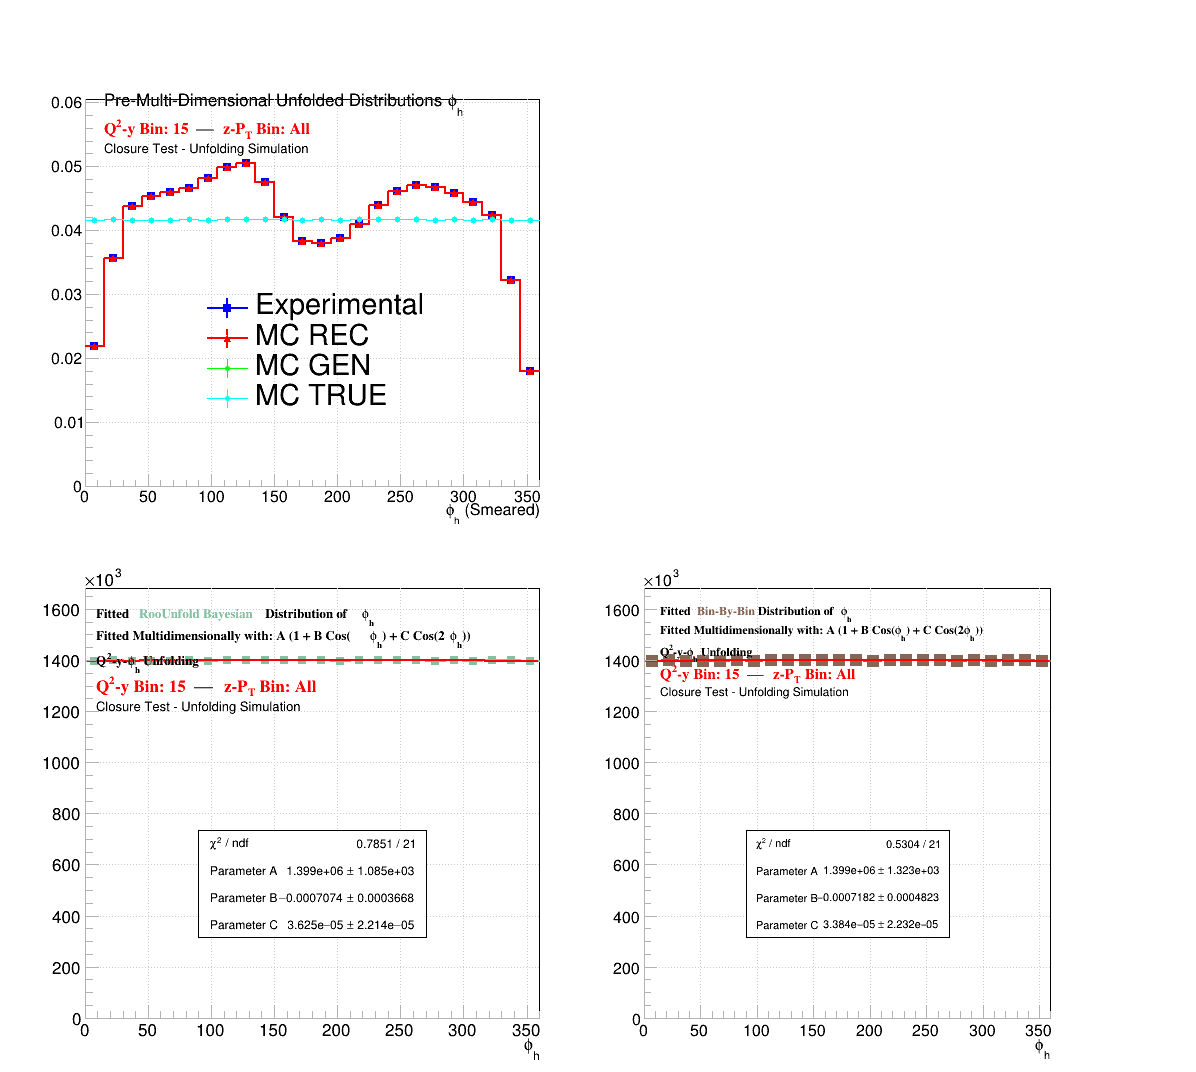 Pre-Multi-Dimensional Unfolded Distributions ϕh
Q²-y Bin: 15 — z-PT Bin: All
Closure Test - Unfolding Simulation
0.06
0.05
0.04
0.03
0.02
0.01
0
Experimental
MC REC
MC GEN
MC TRUE
0 50 100 150 200 250 300 350
ϕh (Smeared)
×10³
Fitted RooUnfold Bayesian Distribution of ϕh
Fitted Multidimensionally with: A (1 + B Cos( ϕh) + C Cos(2 ϕh))
Q²-y-ϕh Unfolding
Q²-y Bin: 15 — z-PT Bin: All
Closure Test - Unfolding Simulation
1600
1400
1200
1000
800
600
400
200
0
χ² / ndf 0.7851 / 21
Parameter A 1.399e+06 ± 1.085e+03
Parameter B −0.0007074 ± 0.0003668
Parameter C 3.625e−05 ± 2.214e−05
0 50 100 150 200 250 300 350
ϕh
×10³
Fitted Bin-By-Bin Distribution of ϕh
Fitted Multidimensionally with: A (1 + B Cos(ϕh) + C Cos(2ϕh))
Q²-y-ϕh Unfolding
Q²-y Bin: 15 — z-PT Bin: All
Closure Test - Unfolding Simulation
1600
1400
1200
1000
800
600
400
200
0
χ² / ndf 0.5304 / 21
Parameter A 1.399e+06 ± 1.323e+03
Parameter B −0.0007182 ± 0.0004823
Parameter C 3.384e−05 ± 2.232e−05
0 50 100 150 200 250 300 350
ϕh